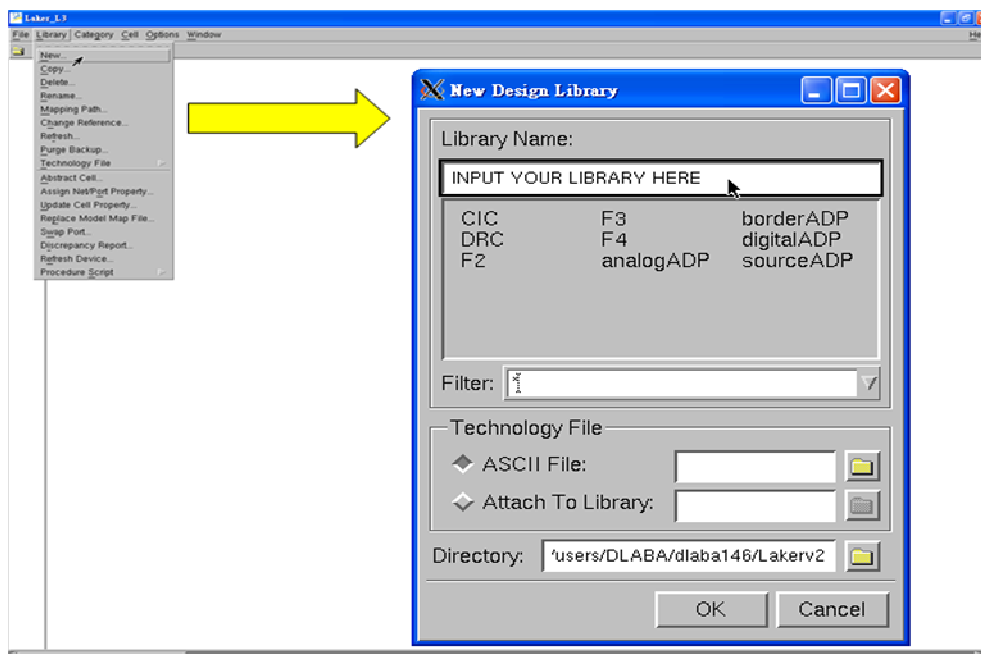 Laker_L3
File Library Category Cell Options Window
New...
Copy...
Delete...
Rename...
Mapping Path...
Change Reference...
Refresh...
Purge Backup...
Technology File
Abstract Cell...
Assign Net/Port Property...
Update Cell Property...
Replace Model Map File...
Swap Port...
Discrepancy Report...
Refresh Device...
Procedure Script
New Design Library
Library Name:
INPUT YOUR LIBRARY HERE
CIC F3 borderADP
DRC F4 digitalADP
F2 analogADP sourceADP
Filter:
Technology File
ASCII File:
Attach To Library:
Directory: /users/DLABA/dlaba146/Lakerv2
OK Cancel